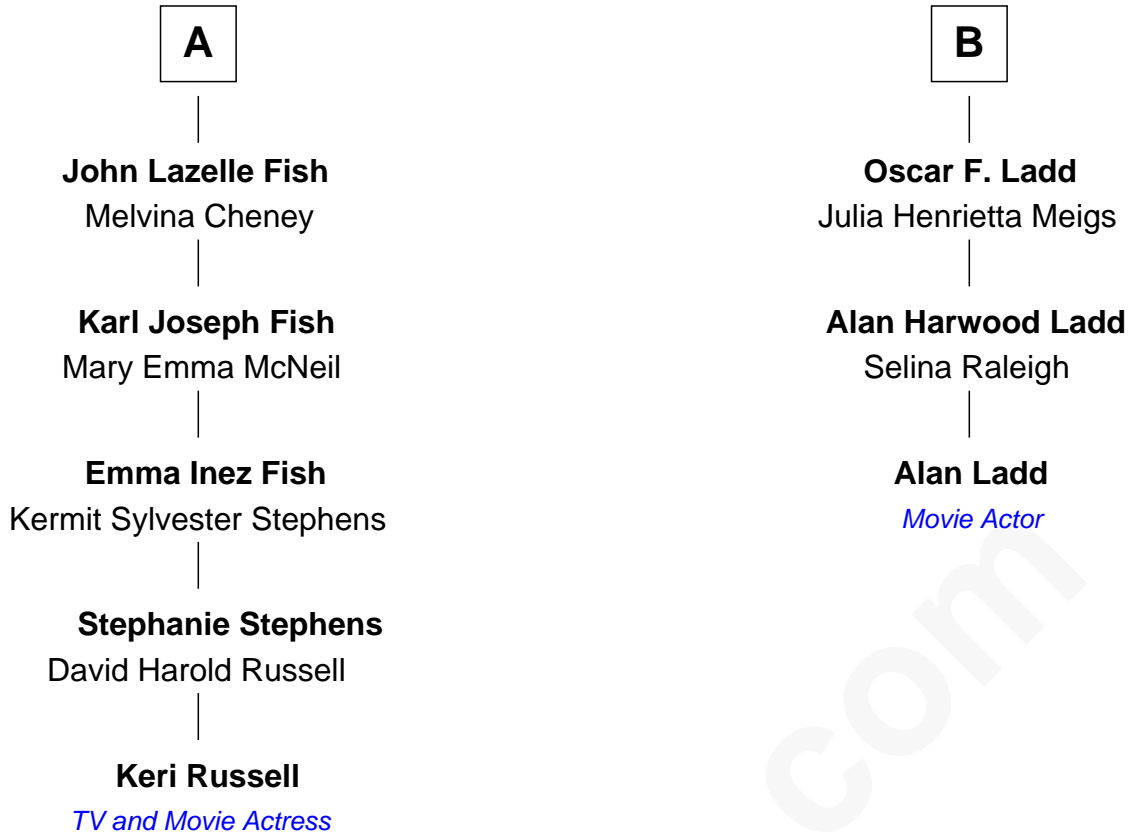 A
B
John Lazelle Fish
Melvina Cheney
Oscar F. Ladd
Julia Henrietta Meigs
Karl Joseph Fish
Mary Emma McNeil
Alan Harwood Ladd
Selina Raleigh
Emma Inez Fish
Kermit Sylvester Stephens
Alan Ladd
Movie Actor
Stephanie Stephens
David Harold Russell
Keri Russell
TV and Movie Actress
com